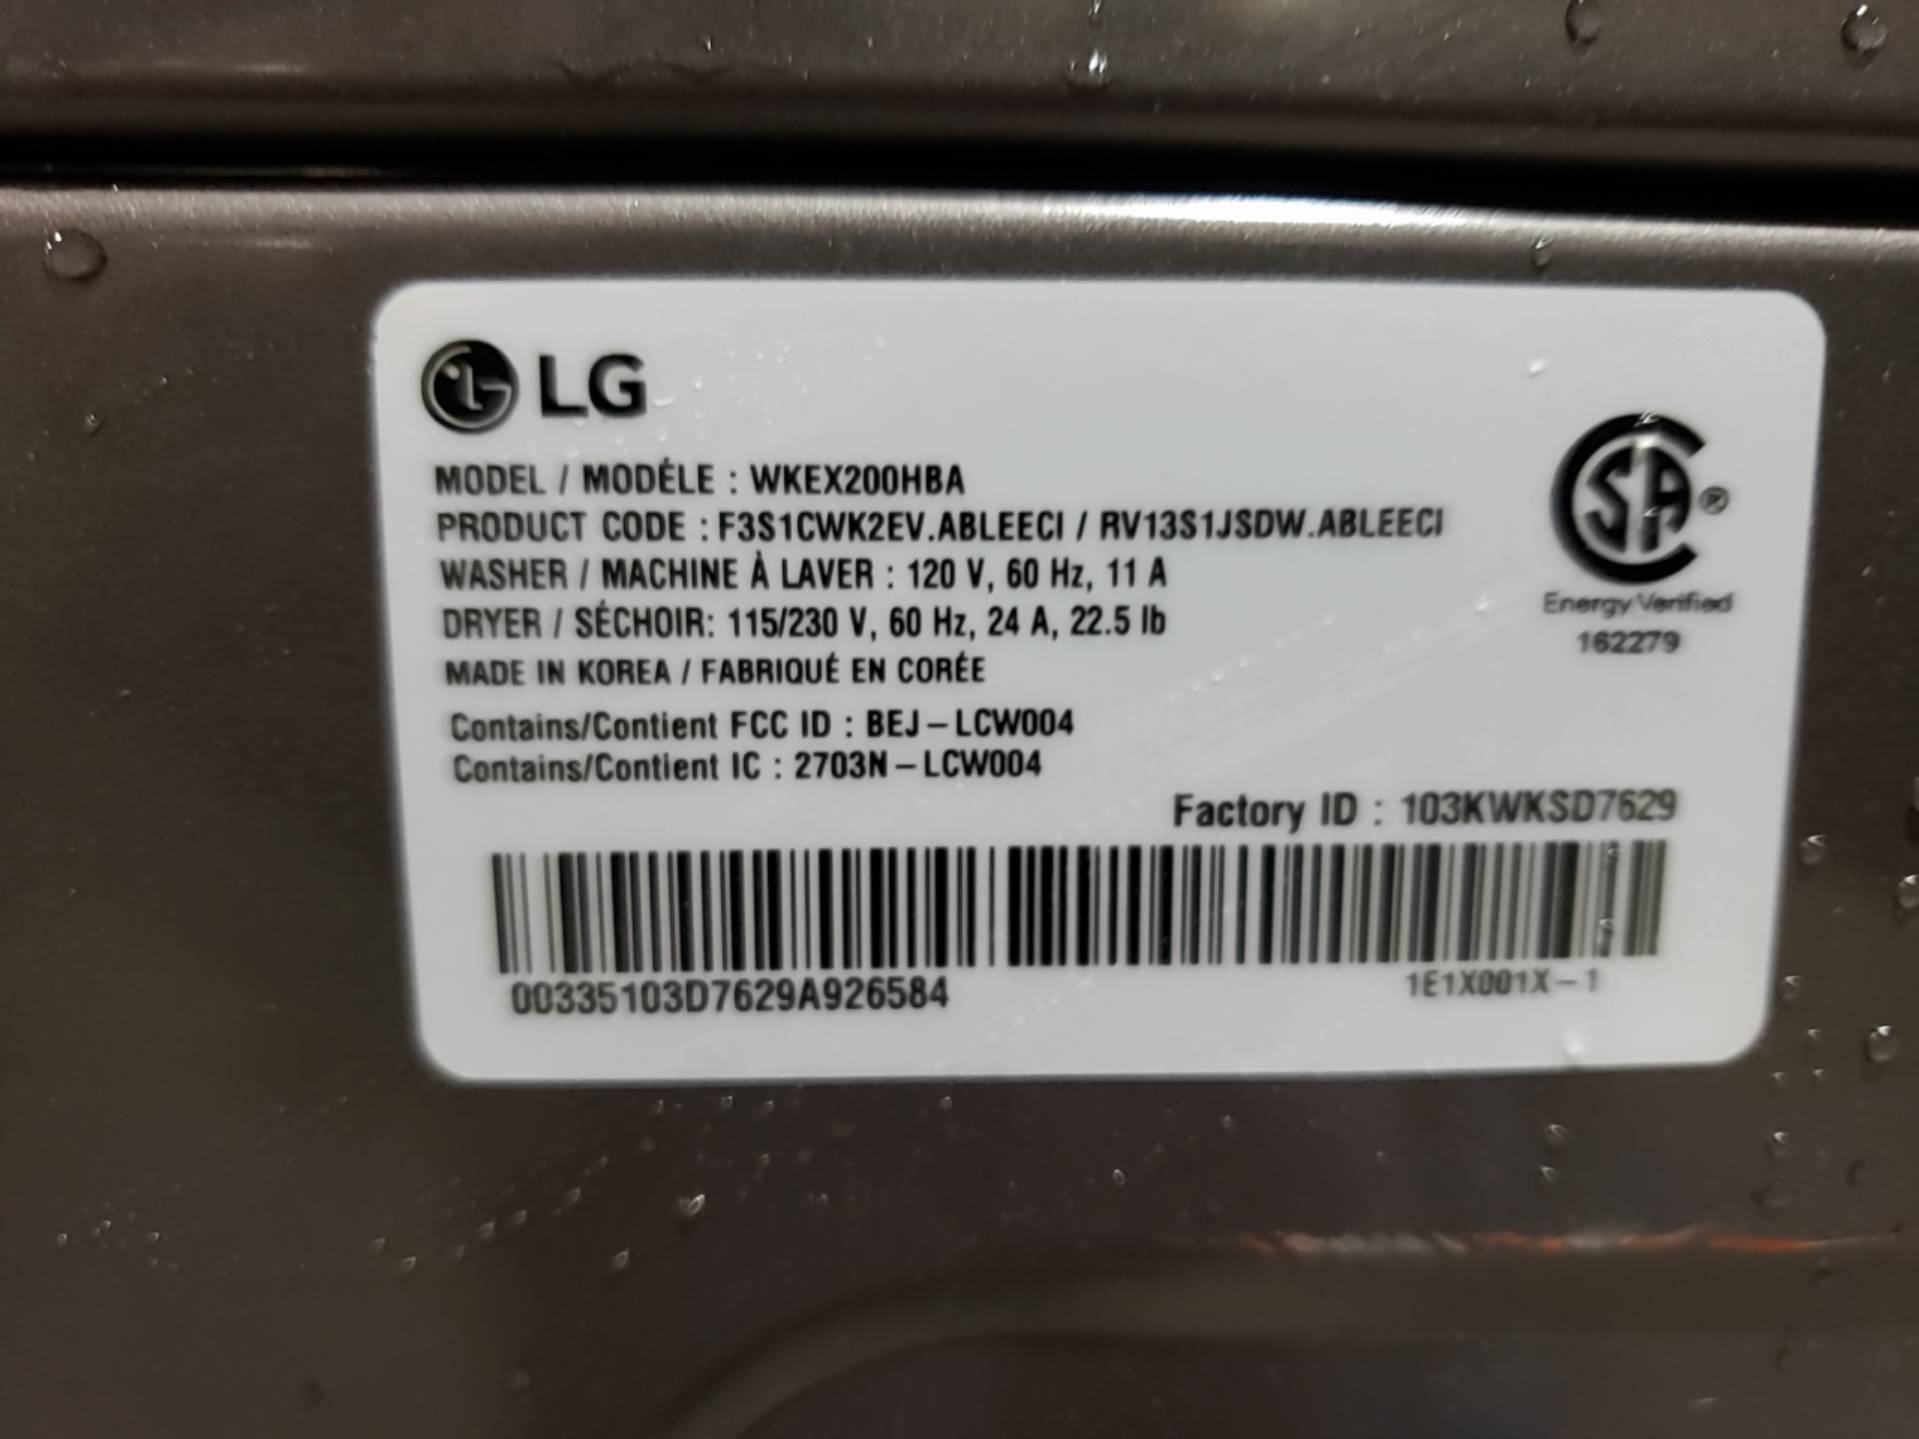 LG
MODEL / MODÈLE : WKEX200HBA
PRODUCT CODE : F3S1CWK2EV.ABLEECI / RV13S1JSDW.ABLEECI
WASHER / MACHINE À LAVER : 120 V, 60 Hz, 11 A
DRYER / SÉCHOIR: 115/230 V, 60 Hz, 24 A, 22.5 lb
MADE IN KOREA / FABRIQUÉ EN CORÉE
Contains/Contient FCC ID : BEJ – LCW004
Contains/Contient IC : 2703N – LCW004
SA ®
Energy Verified
162279
Factory ID : 103KWKSD7629
00335103D7629A926584
1E1X001X – 1